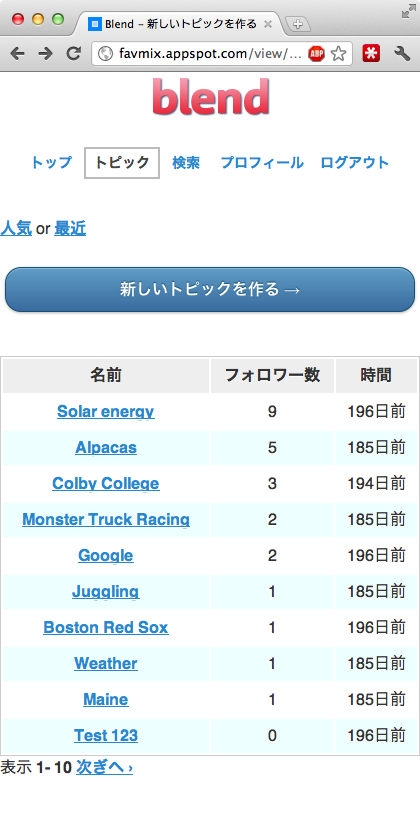 Blend - 新しいトピックを作る
favmix.appspot.com/view/...
ABP
blend
トップ トピック 検索 プロフィール ログアウト
人気 or 最近
新しいトピックを作る →
名前 フォロワー数 時間
Solar energy 9 196日前
Alpacas 5 185日前
Colby College 3 194日前
Monster Truck Racing 2 185日前
Google 2 196日前
Juggling 1 185日前
Boston Red Sox 1 196日前
Weather 1 185日前
Maine 1 185日前
Test 123 0 196日前
表示 1- 10 次ぎへ ›